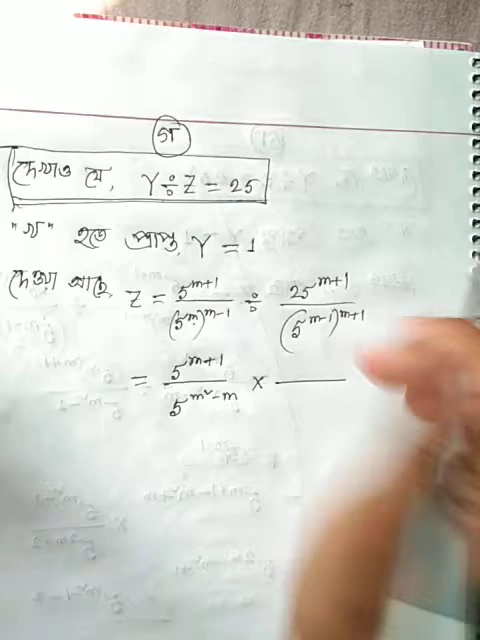 গ
দেখাও যে, Y ÷ Z = 25
"খ" হতে প্রাপ্ত, Y = 1
দেওয়া আছে, Z = 5^{m+1}/(5^m)^{m-1} ÷ 25^{m+1}/(5^{m-1})^{m+1}
= 5^{m+1}/5^{m²-m} ×